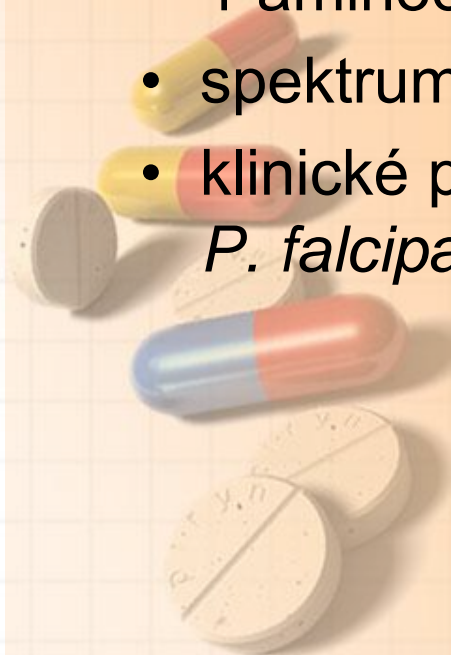 • spektrum
• klinické p
P. falcipa